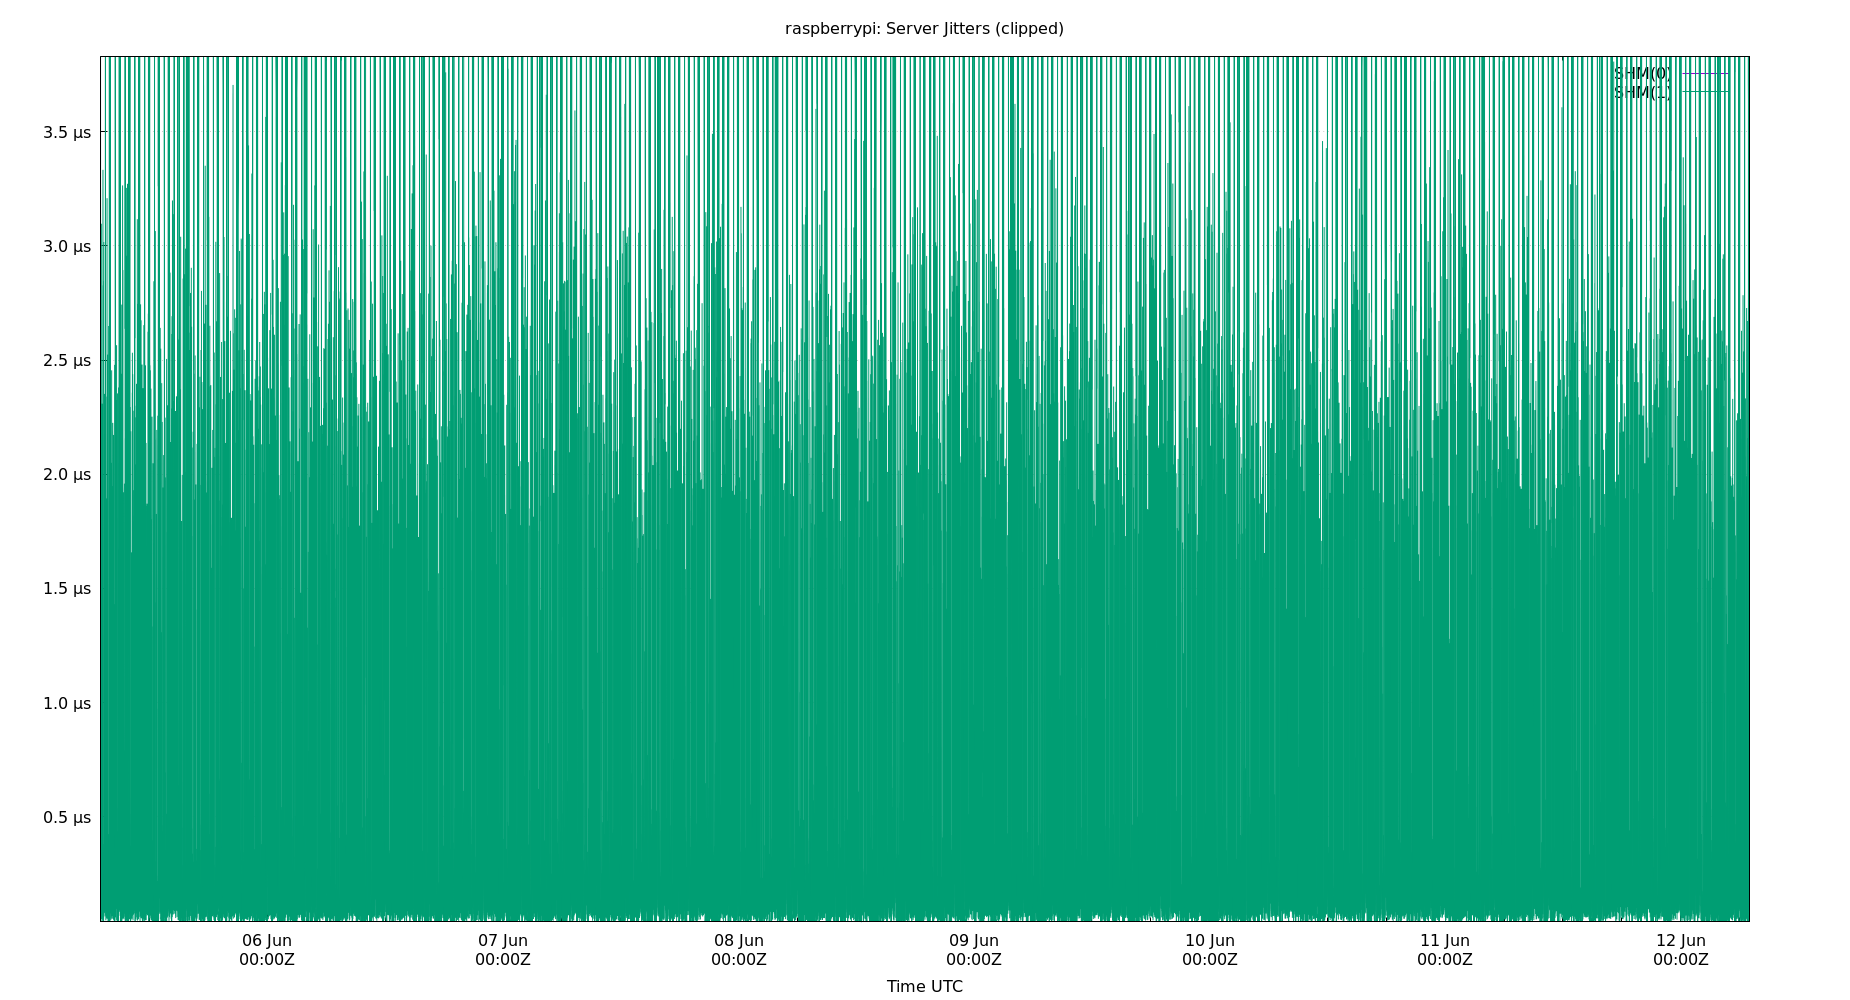 raspberrypi: Server Jitters (clipped)
SHM(0)
SHM(1)
3.5 µs
3.0 µs
2.5 µs
2.0 µs
1.5 µs
1.0 µs
0.5 µs
06 Jun 07 Jun 08 Jun 09 Jun 10 Jun 11 Jun 12 Jun
00:00Z 00:00Z 00:00Z 00:00Z 00:00Z 00:00Z 00:00Z
Time UTC